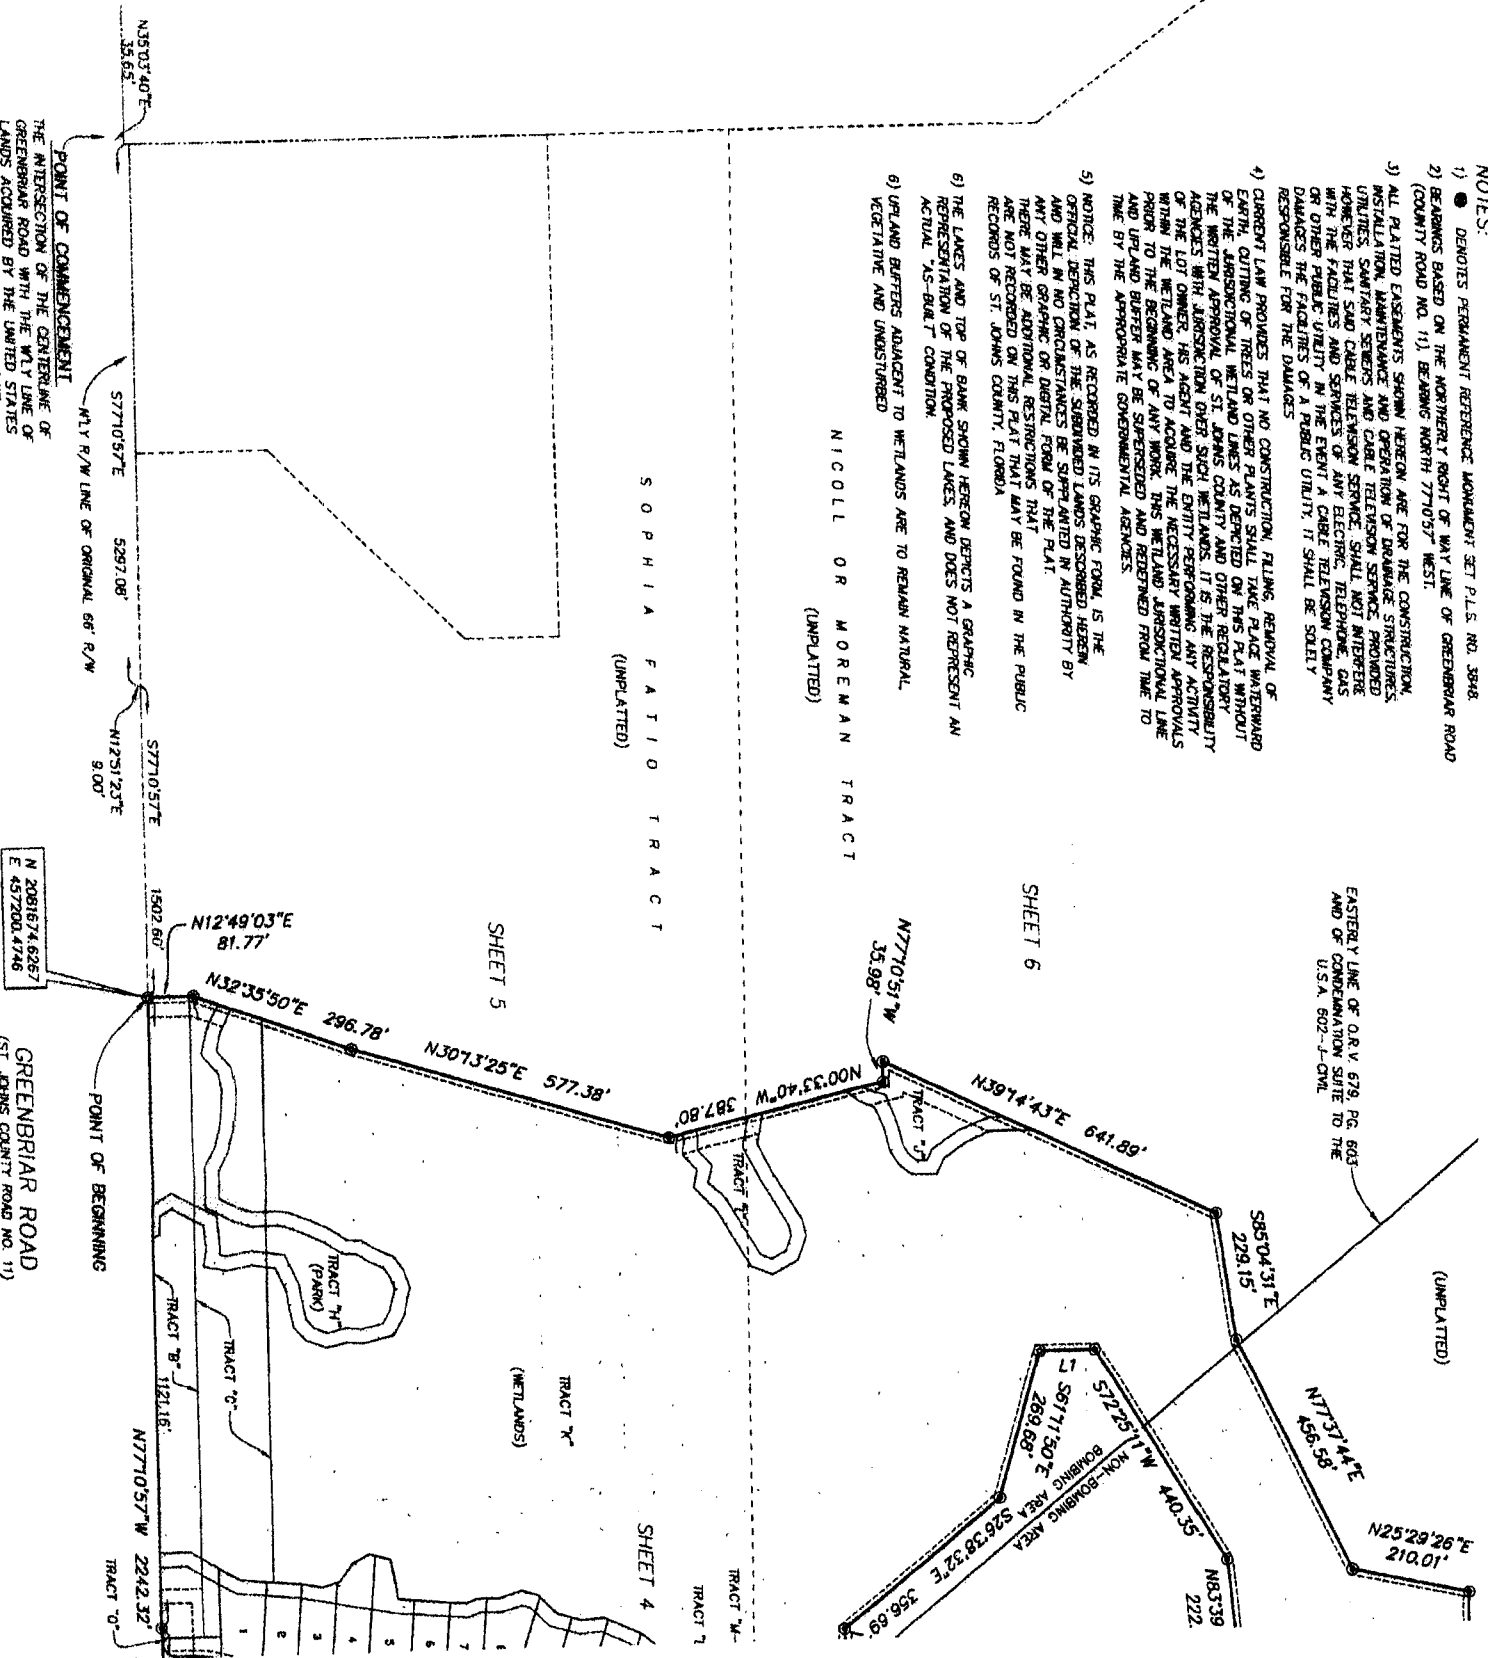 NOTES:
1) ● DENOTES PERMANENT REFERENCE MONUMENT SET P.L.S. NO. 3848.
2) BEARINGS BASED ON THE NORTHERLY RIGHT OF WAY LINE OF GREENBRIAR ROAD
(COUNTY ROAD NO. 11), BEARING NORTH 77°10'57" WEST.
3) ALL PLATTED EASEMENTS SHOWN HEREON ARE FOR THE CONSTRUCTION,
INSTALLATION, MAINTENANCE AND OPERATION OF DRAINAGE STRUCTURES,
UTILITIES, SANITARY SEWERS AND CABLE TELEVISION SERVICE, PROVIDED
HOWEVER THAT SAID CABLE TELEVISION SERVICE, SHALL NOT INTERFERE
WITH THE FACILITIES AND SERVICES OF ANY ELECTRIC, TELEPHONE, GAS
OR OTHER PUBLIC UTILITY IN THE EVENT A CABLE TELEVISION COMPANY
DAMAGES THE FACILITIES OF A PUBLIC UTILITY, IT SHALL BE SOLELY
RESPONSIBLE FOR THE DAMAGES
4) CURRENT LAW PROVIDES THAT NO CONSTRUCTION, FILLING, REMOVAL OF
EARTH, CUTTING OF TREES OR OTHER PLANTS SHALL TAKE PLACE WATERWARD
OF THE JURISDICTIONAL WETLAND LINES AS DEPICTED ON THIS PLAT WITHOUT
THE WRITTEN APPROVAL OF ST. JOHNS COUNTY AND OTHER REGULATORY
AGENCIES WITH JURISDICTION OVER SUCH WETLANDS. IT IS THE RESPONSIBILITY
OF THE LOT OWNER, HIS AGENT AND THE ENTITY PERFORMING ANY ACTIVITY
WITHIN THE WETLAND AREA TO ACQUIRE THE NECESSARY WRITTEN APPROVALS
PRIOR TO THE BEGINNING OF ANY WORK. THIS WETLAND JURISDICTIONAL LINE
AND UPLAND BUFFER MAY BE SUPERSEDED AND REDEFINED FROM TIME TO
TIME BY THE APPROPRIATE GOVERNMENTAL AGENCIES.
5) NOTICE: THIS PLAT, AS RECORDED IN ITS GRAPHIC FORM, IS THE
OFFICIAL DEPICTION OF THE SUBDIVIDED LANDS DESCRIBED HEREIN
AND WILL IN NO CIRCUMSTANCES BE SUPPLANTED IN AUTHORITY BY
ANY OTHER GRAPHIC OR DIGITAL FORM OF THE PLAT.
THERE MAY BE ADDITIONAL RESTRICTIONS THAT
ARE NOT RECORDED ON THIS PLAT THAT MAY BE FOUND IN THE PUBLIC
RECORDS OF ST. JOHNS COUNTY, FLORIDA
6) THE LAKES AND TOP OF BANK SHOWN HEREON DEPICTS A GRAPHIC
REPRESENTATION OF THE PROPOSED LAKES, AND DOES NOT REPRESENT AN
ACTUAL "AS-BUILT" CONDITION.
6) UPLAND BUFFERS ADJACENT TO WETLANDS ARE TO REMAIN NATURAL,
VEGETATIVE AND UNDISTURBED
NICOLL OR MOREMAN TRACT
(UNPLATTED)
SOPHIA FATIO TRACT
(UNPLATTED)
EASTERLY LINE OF O.R.V. 679, PG. 603
AND OF CONDEMNATION SUITE TO THE
U.S.A. 602-J-CIVIL
(UNPLATTED)
SHEET 6
SHEET 5
SHEET 4
N25°29'26"E
210.01'
N77°37'44"E
456.58'
S85°04'31"E
229.15'
N39°14'43"E 641.89'
N77°10'51"W
35.98'
N00°33'40"W 387.80'
N30°13'25"E 577.38'
N32°35'50"E 296.78'
N12°49'03"E
81.77'
N83°39
222.
S72°25'11"W 440.35'
L1
S61°11'50"E
269.68'
S26°38'32"E 356.69'
NON-BOMBING AREA
BOMBING AREA
TRACT "J"
TRACT
TRACT "H"
(PARK)
TRACT "K"
(WETLANDS)
TRACT "M-
TRACT "L
TRACT "C"
TRACT "B"
1121.16'
N77°10'57"W 2242.32'
TRACT "O"
1
2
3
4
5
6
7
N35°03'40"E
35.65'
POINT OF COMMENCEMENT
THE INTERSECTION OF THE CENTERLINE OF
GREENBRIAR ROAD WITH THE W'LY LINE OF
LANDS ACQUIRED BY THE UNITED STATES
S77°10'57"E 5297.08'
N'LY R/W LINE OF ORIGINAL 66' R/W
N12°51'23"E
9.00'
S77°10'57"E
1502.60'
N 2081674.6267
E 457200.4746
POINT OF BEGINNING
GREENBRIAR ROAD
(ST. JOHNS COUNTY ROAD NO. 11)